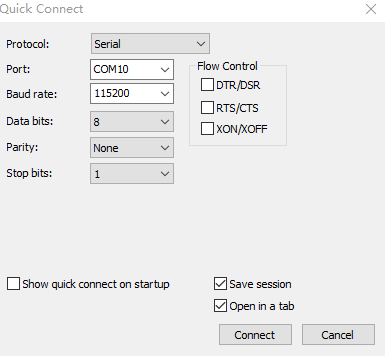 Quick Connect
Protocol: Serial
Port: COM10
Flow Control
Baud rate: 115200
DTR/DSR
RTS/CTS
Data bits: 8
XON/XOFF
Parity: None
Stop bits: 1
Show quick connect on startup
Save session
Open in a tab
Connect Cancel